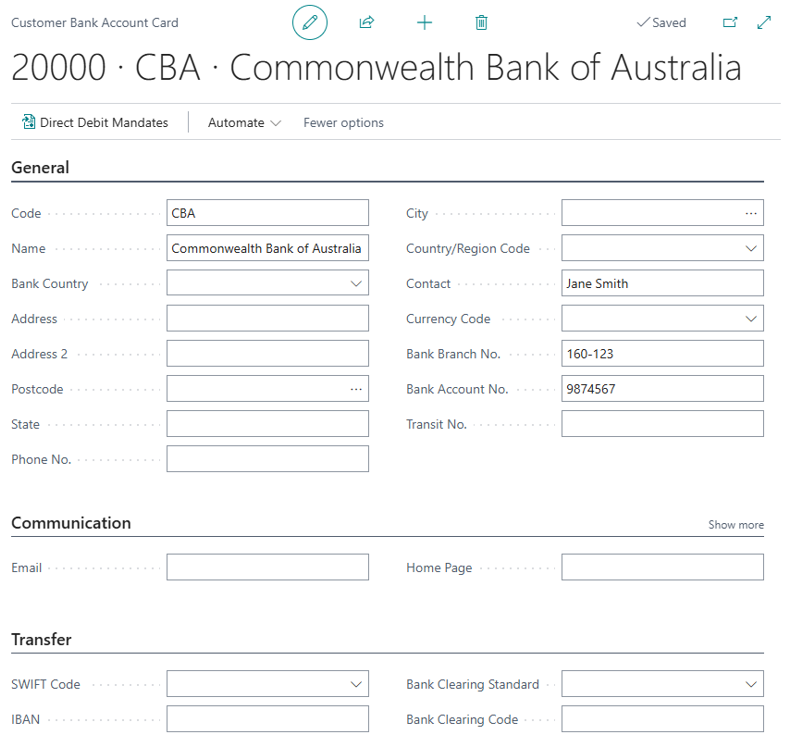 Customer Bank Account Card
Saved
20000 · CBA · Commonwealth Bank of Australia
Direct Debit Mandates
Automate
Fewer options
General
Code
CBA
City
Name
Commonwealth Bank of Australia
Country/Region Code
Bank Country
Contact
Jane Smith
Address
Currency Code
Address 2
Bank Branch No.
160-123
Postcode
Bank Account No.
9874567
State
Transit No.
Phone No.
Communication
Show more
Email
Home Page
Transfer
SWIFT Code
Bank Clearing Standard
IBAN
Bank Clearing Code